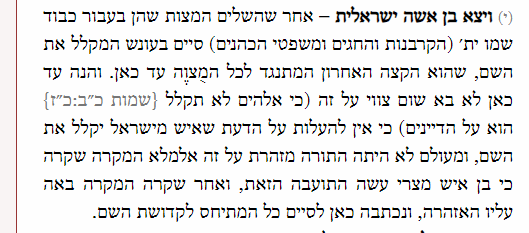 (י) ויצא בן אשה ישראלית – אחר שהשלים המצות שהן בעבור כבוד
שמו ית׳ (הקרבנות והחגים ומשפטי הכהנים) סיים בעונש המקלל את
השם, שהוא הקצה האחרון המתנגד לכל המְצוֶּה עד כאן. והנה עד
כאן לא בא שום צווי על זה (כי אלהים לא תקלל {שמות כ״ב:כ״ז}
הוא על הדיינים) כי אין להעלות על הדעת שאיש מישראל יקלל את
השם, ומעולם לא היתה התורה מזהרת על זה אלמלא המקרה שקרה
כי בן איש מצרי עשה התועבה הזאת, ואחר שקרה המקרה באה
עליו האזהרה, ונכתבה כאן לסיים כל המתיחס לקדושת השם.